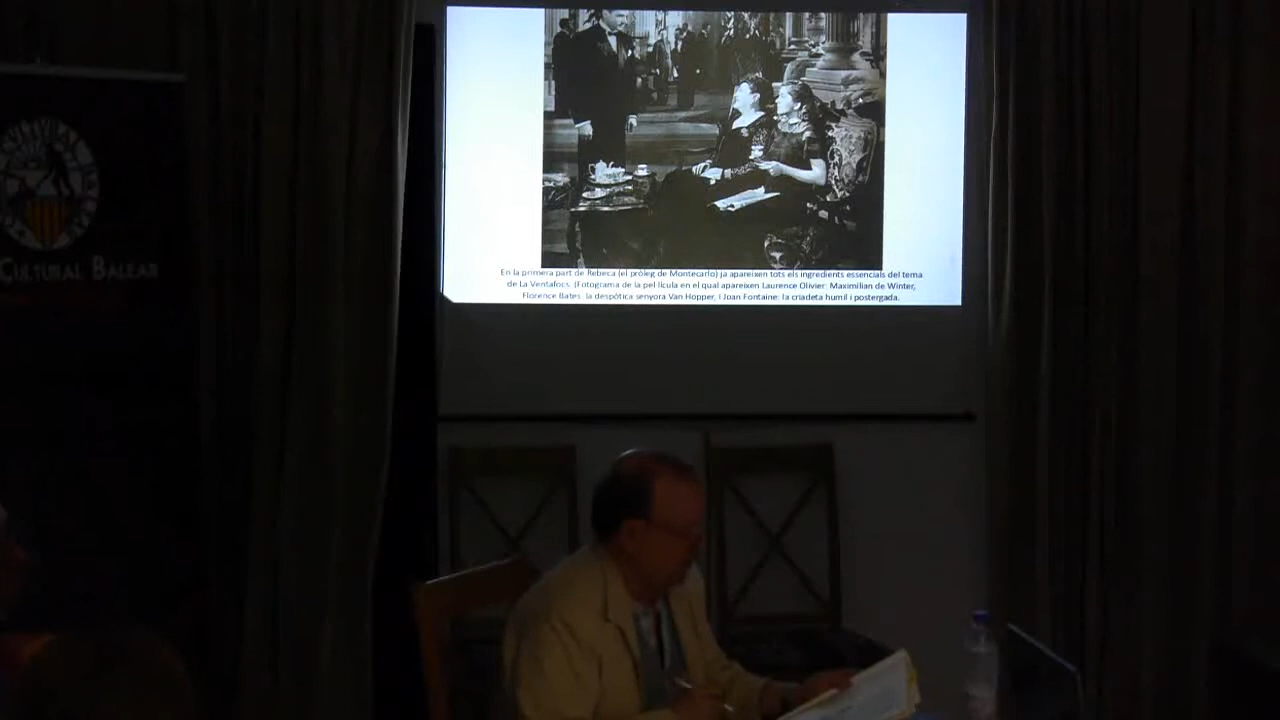 CULTURAL BALEAR
En la primera part de Rebeca (el pròleg de Montecarlo) ja apareixen tots els ingredients essencials del tema
de La Ventafocs. (Fotograma de la pel·lícula en el qual apareixen Laurence Olivier: Maximilian de Winter,
Florence Bates: la despòtica senyora Van Hopper, i Joan Fontaine: la criadeta humil i postergada.